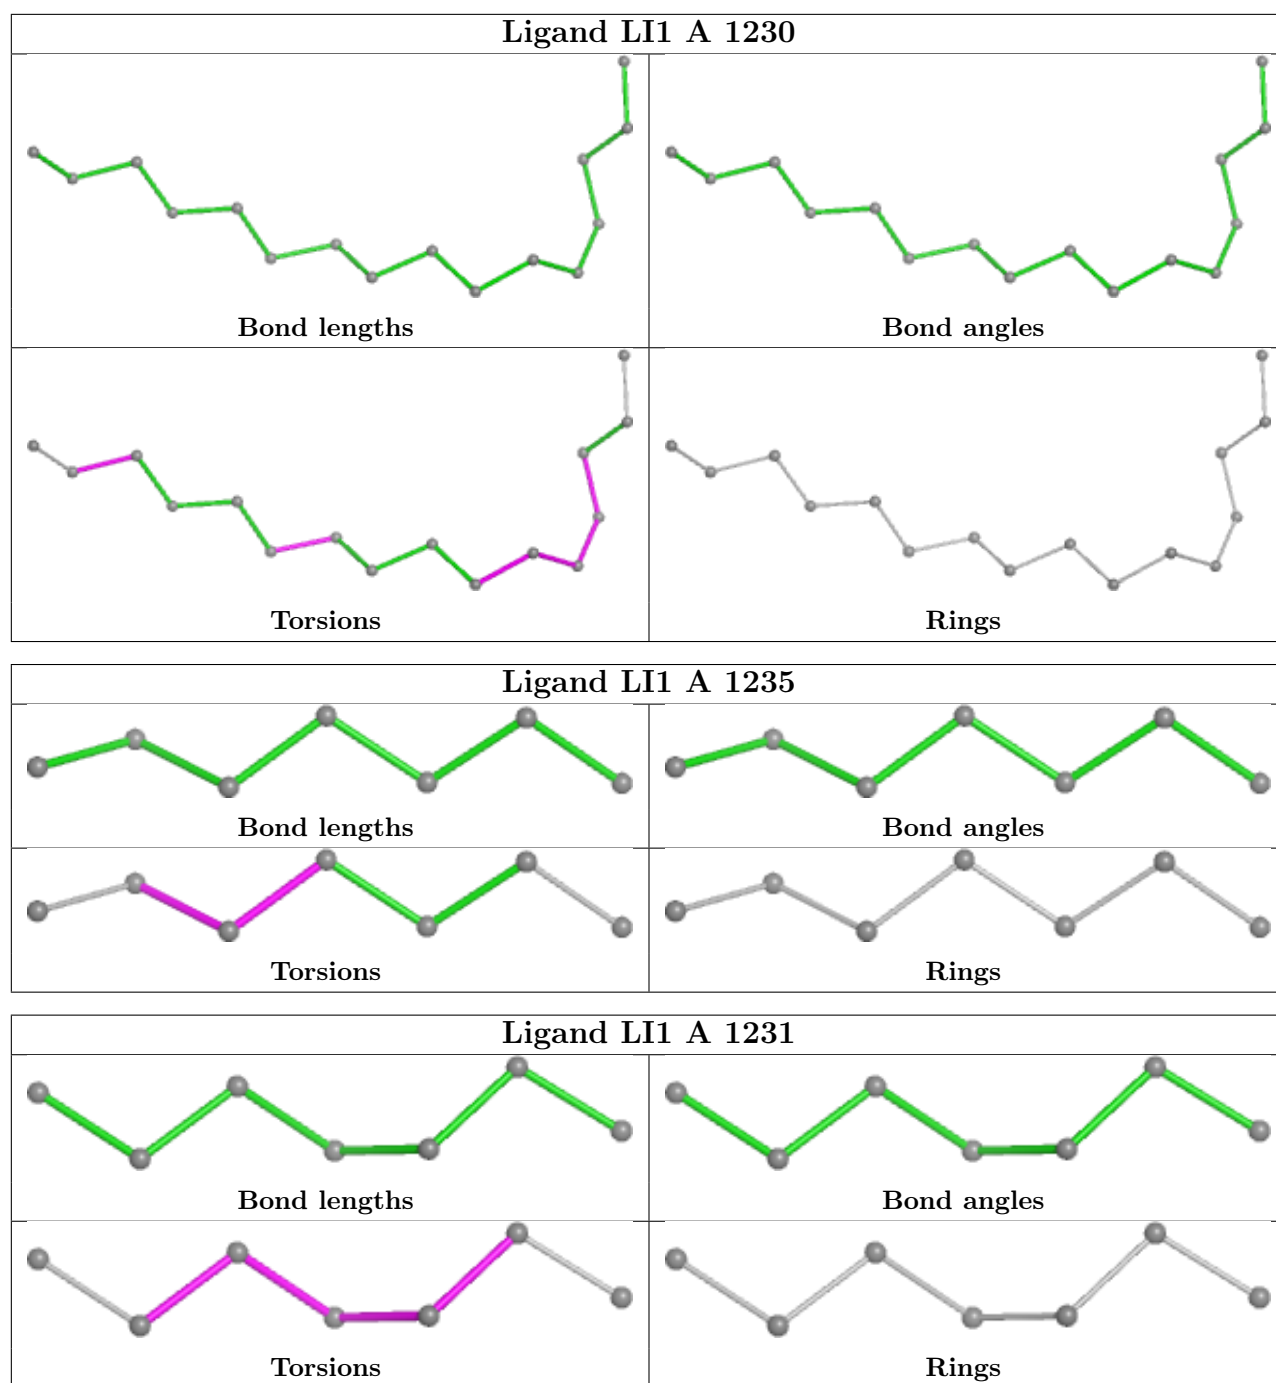 Ligand LI1 A 1230
Bond lengths
Bond angles
Torsions
Rings
Ligand LI1 A 1235
Bond lengths
Bond angles
Torsions
Rings
Ligand LI1 A 1231
Bond lengths
Bond angles
Torsions
Rings